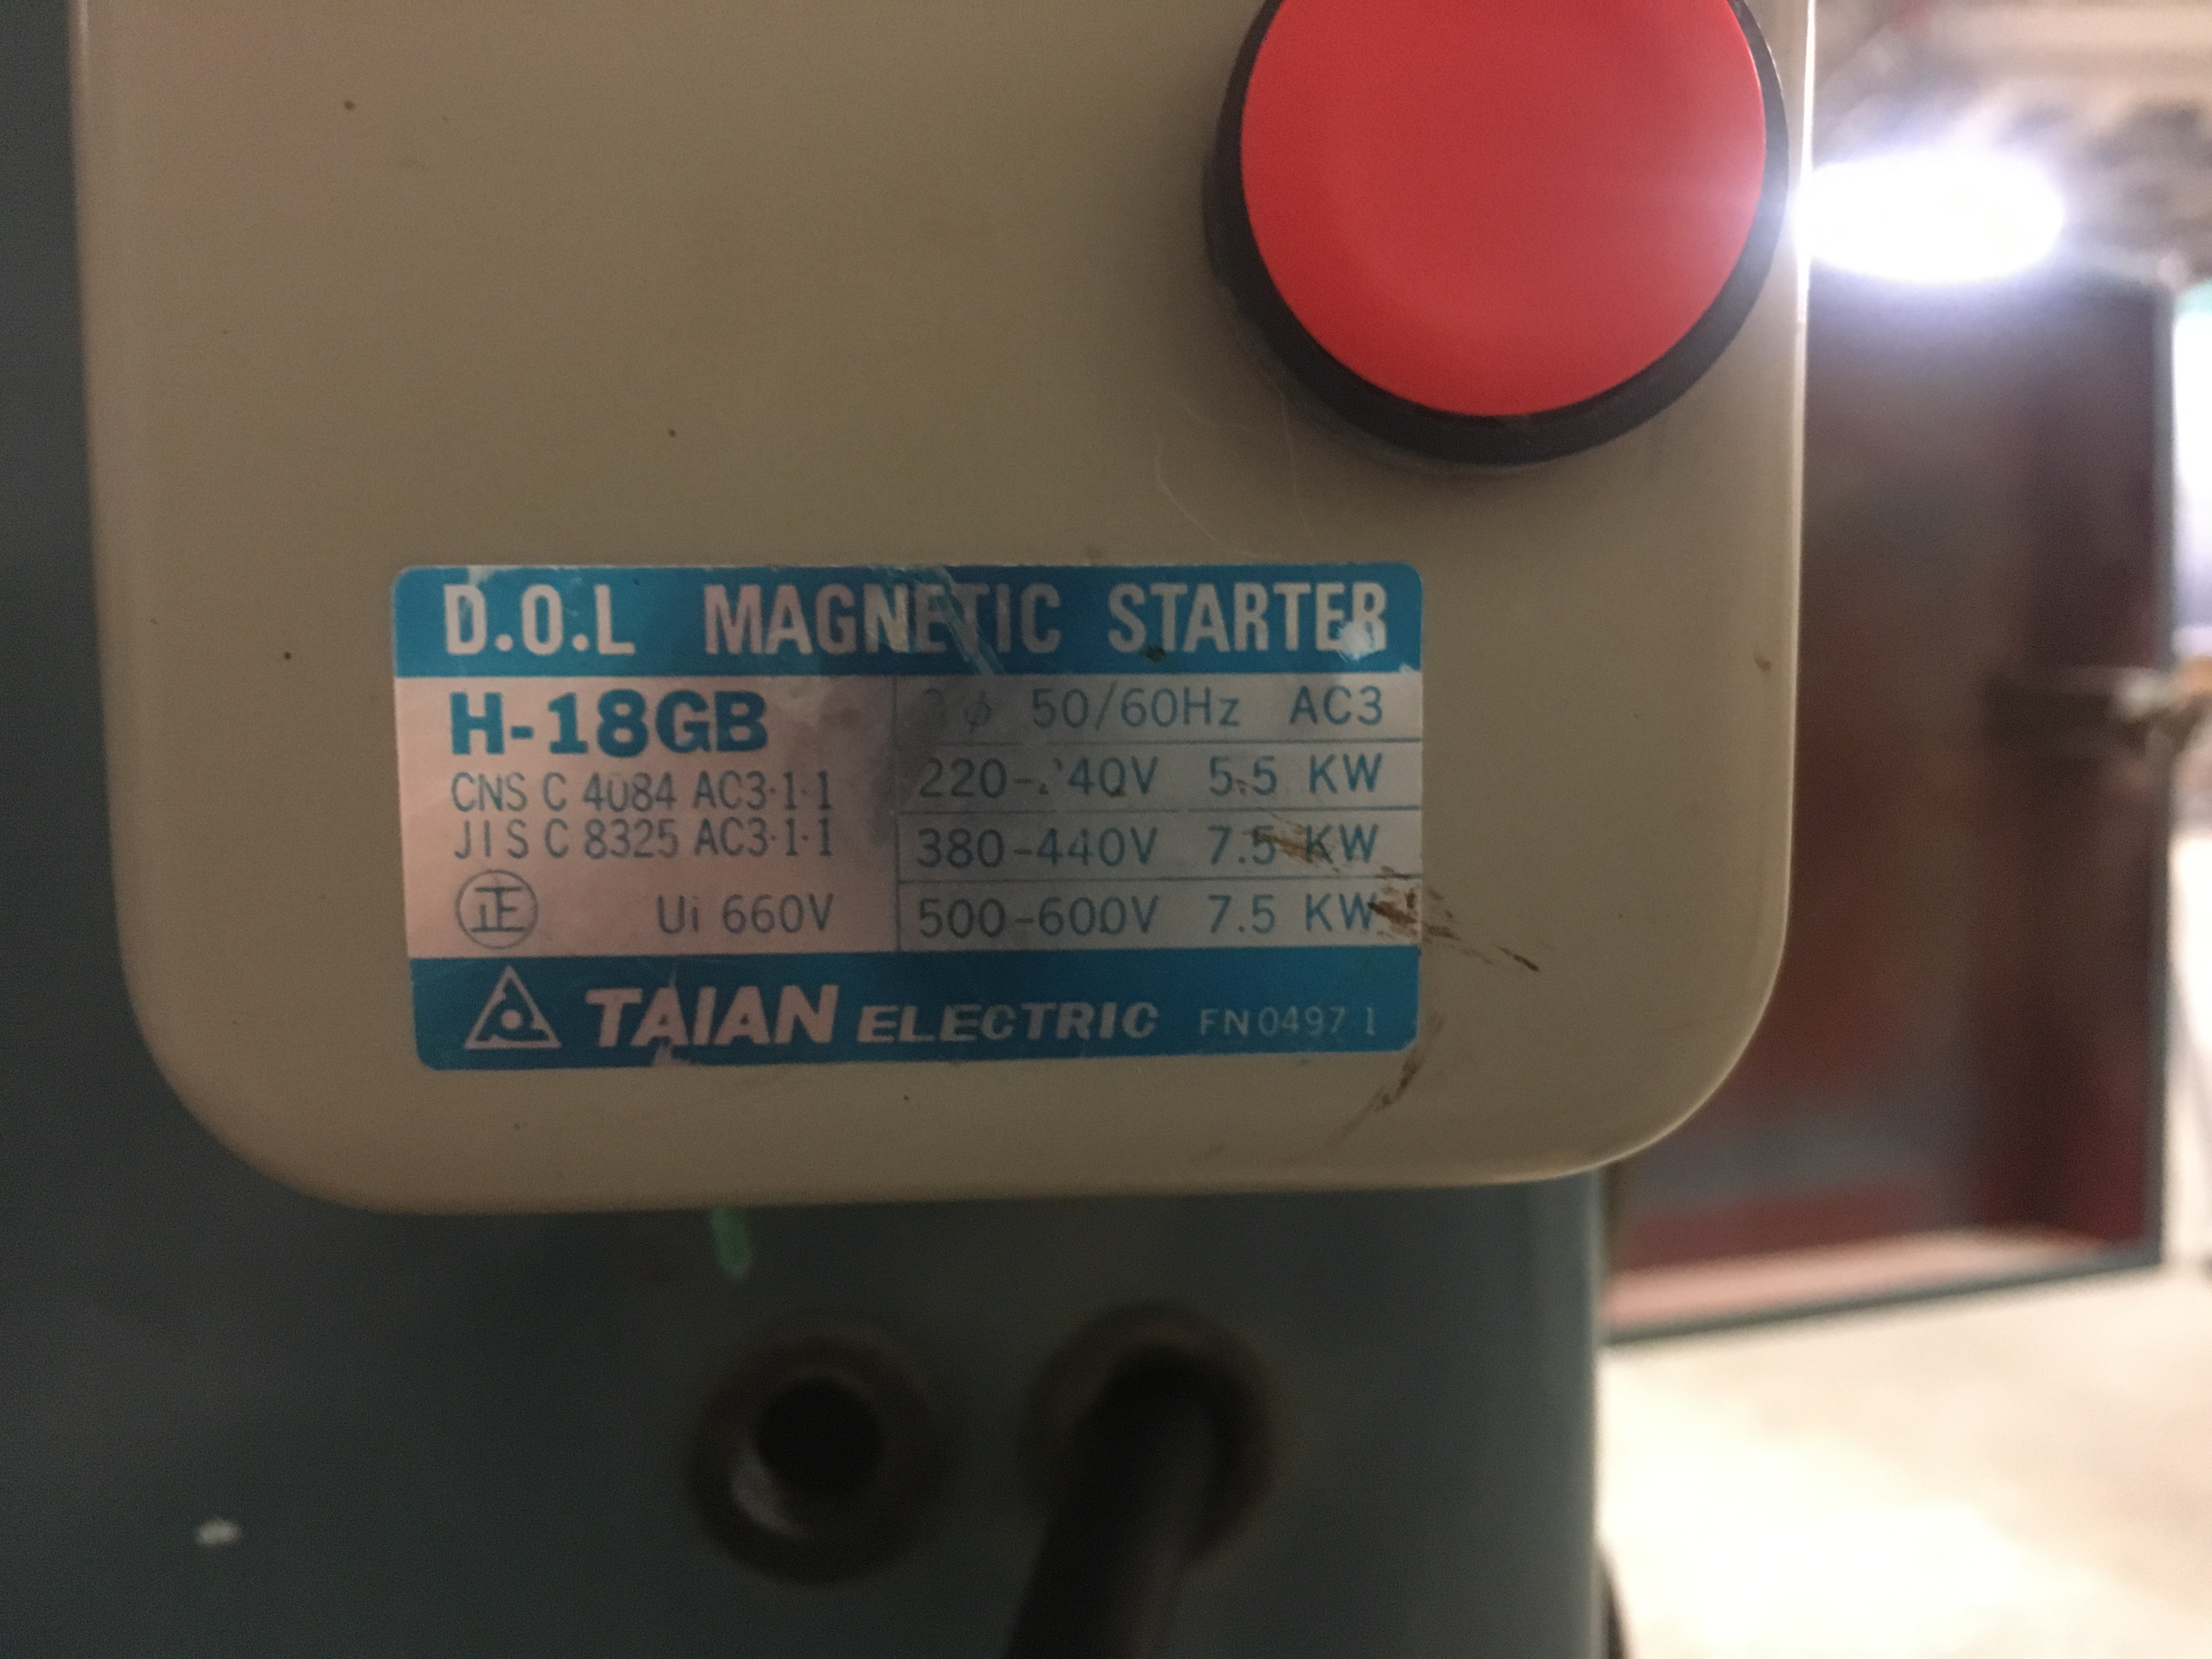 D.O.L MAGNETIC STARTER
H-18GB
CNS C 4084 AC3·1·1
JIS C 8325 AC3·1·1
正 Ui 660V
φ 50/60Hz AC3
5.5 KW
380-440V 7.5 KW
500-600V 7.5 KW
TAIAN ELECTRIC FN0497-1